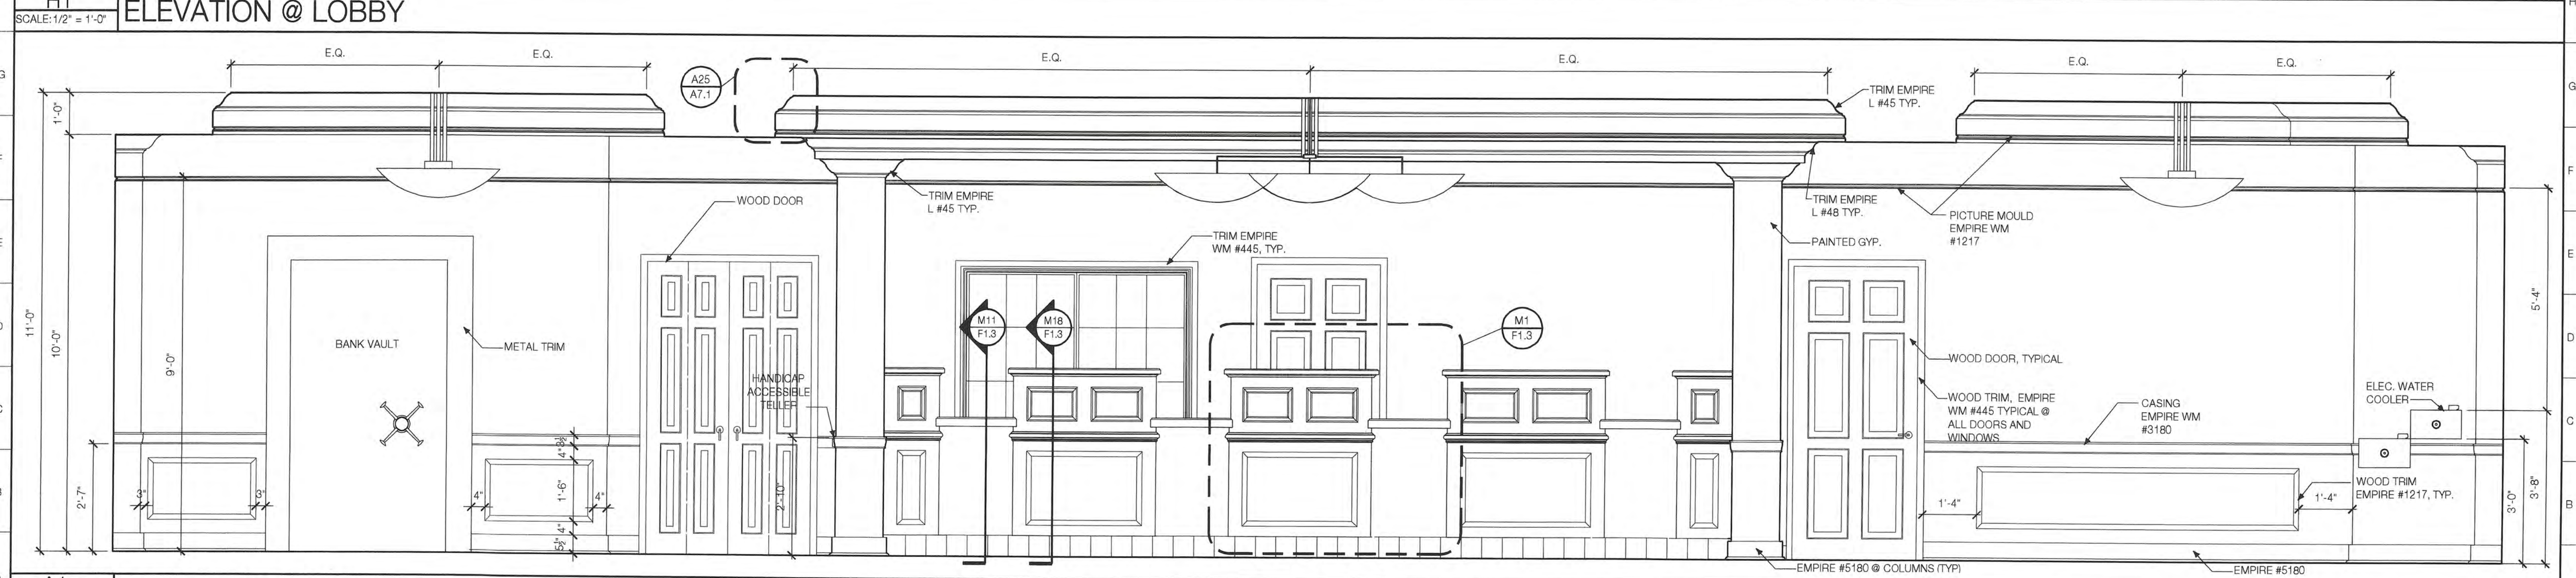 SCALE: 1/2" = 1'-0"
ELEVATION @ LOBBY
E.Q.
E.Q.
E.Q.
E.Q.
E.Q.
E.Q.
A25
A7.1
TRIM EMPIRE
L #45 TYP.
1'-0"
11'-0"
10'-0"
9'-0"
2'-7"
WOOD DOOR
TRIM EMPIRE
L #45 TYP.
TRIM EMPIRE
WM #445, TYP.
TRIM EMPIRE
L #48 TYP.
PAINTED GYP.
PICTURE MOULD
EMPIRE WM
#1217
BANK VAULT
METAL TRIM
HANDICAP
ACCESSIBLE
TELLER
M11
F1.3
M18
F1.3
M1
F1.3
WOOD DOOR, TYPICAL
WOOD TRIM, EMPIRE
WM #445 TYPICAL @
ALL DOORS AND
WINDOWS
CASING
EMPIRE WM
#3180
ELEC. WATER
COOLER
5'-4"
3"
3"
4"
3½"
4"
1'-6"
4"
4"
5½"
2'-10"
1'-4"
1'-4"
WOOD TRIM
EMPIRE #1217, TYP.
3'-0"
3'-8"
EMPIRE #5180 @ COLUMNS (TYP)
EMPIRE #5180
G
G
F
E
E
D
D
C
C
B
B